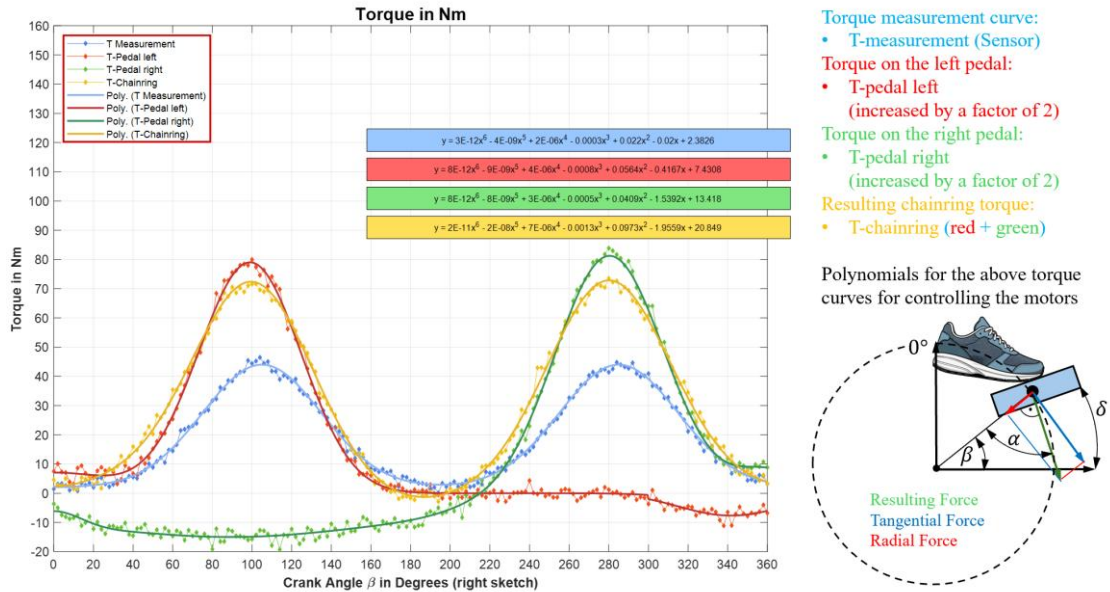 Torque in Nm
160
150
140
130
120
110
100
90
80
70
60
50
40
30
20
10
0
-10
-20
Torque in Nm
T Measurement
T-Pedal left
T-Pedal right
T-Chainring
Poly. (T Measurement)
Poly. (T-Pedal left)
Poly. (T-Pedal right)
Poly. (T-Chainring)
y = 3E-12x⁶ - 4E-09x⁵ + 2E-06x⁴ - 0.0003x³ + 0.022x² - 0.02x + 2.3826
y = 8E-12x⁶ - 9E-09x⁵ + 4E-06x⁴ - 0.0008x³ + 0.0564x² - 0.4167x + 7.4308
y = 8E-12x⁶ - 8E-09x⁵ + 3E-06x⁴ - 0.0005x³ + 0.0409x² - 1.5392x + 13.418
y = 2E-11x⁶ - 2E-08x⁵ + 7E-06x⁴ - 0.0013x³ + 0.0973x² - 1.9559x + 20.849
0 20 40 60 80 100 120 140 160 180 200 220 240 260 280 300 320 340 360
Crank Angle β in Degrees (right sketch)
Torque measurement curve:
• T-measurement (Sensor)
Torque on the left pedal:
• T-pedal left
(increased by a factor of 2)
Torque on the right pedal:
• T-pedal right
(increased by a factor of 2)
Resulting chainring torque:
• T-chainring (red + green)
Polynomials for the above torque
curves for controlling the motors
0°
δ
α
β
Resulting Force
Tangential Force
Radial Force